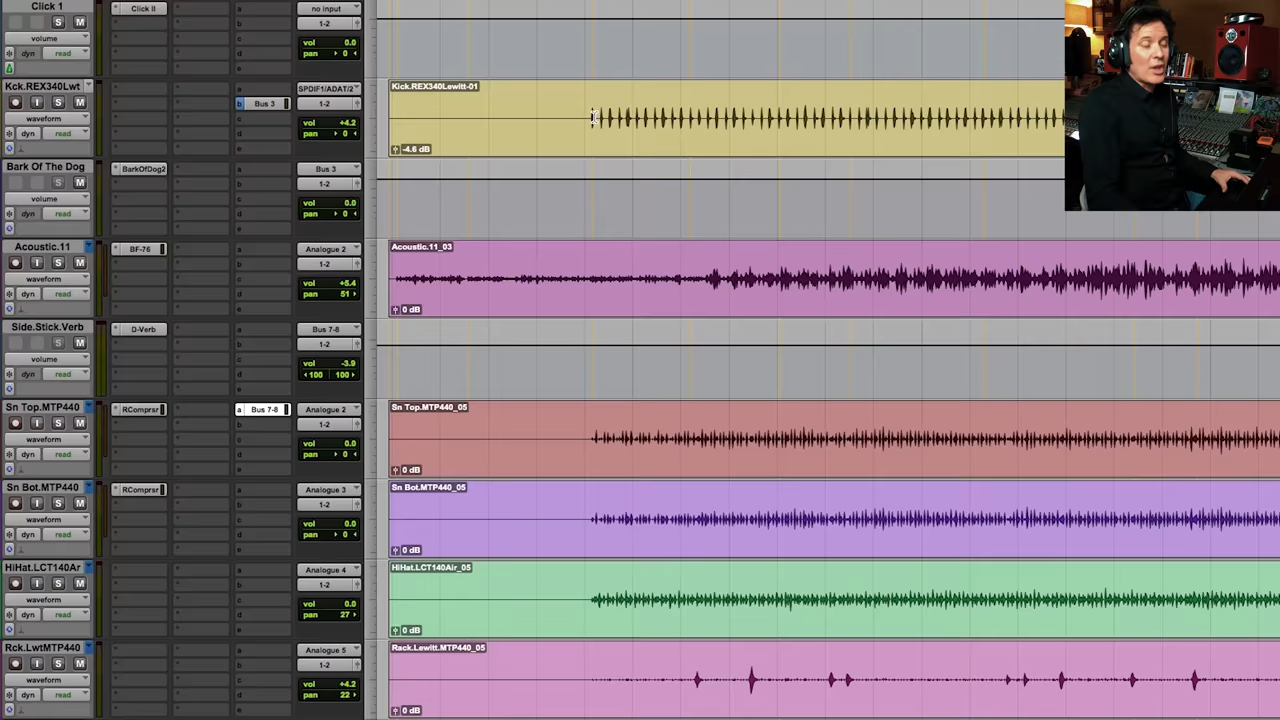 Click 1
Click II
no input
S M
1-2
volume
vol 0.0
dyn read
pan 0
Kck.REX340Lwt
SPDIF1/ADAT/2
Kick.REX340Lewitt-01
I S M
b Bus 3
1-2
waveform
vol +4.2
dyn read
pan 0
-4.6 dB
Bark Of The Dog
BarkOfDog2
a
Bus 3
S M
b
1-2
volume
c
vol 0.0
dyn read
d
pan 0
e
Acoustic.11
BF-76
a
Analogue 2
Acoustic.11_03
I S M
b
1-2
waveform
c
vol +5.4
dyn read
d
pan 51
e
0 dB
Side.Stick.Verb
D-Verb
a
Bus 7-8
S M
b
1-2
volume
c
vol -3.9
dyn read
d
100 100
e
Sn Top.MTP440
RComprsr
a Bus 7-8
Analogue 2
Sn Top.MTP440_05
I S M
b
1-2
waveform
c
vol 0.0
dyn read
d
pan 0
e
0 dB
Sn Bot.MTP440
RComprsr
a
Analogue 3
Sn Bot.MTP440_05
I S M
b
1-2
waveform
c
vol 0.0
dyn read
d
pan 0
e
0 dB
HiHat.LCT140Ar
a
Analogue 4
HiHat.LCT140Air_05
I S M
b
1-2
waveform
c
vol 0.0
dyn read
d
pan 27
e
0 dB
Rck.LwtMTP440
a
Analogue 5
Rack.Lewitt.MTP440_05
I S M
b
1-2
waveform
c
vol +4.2
dyn read
d
pan 22
e
0 dB